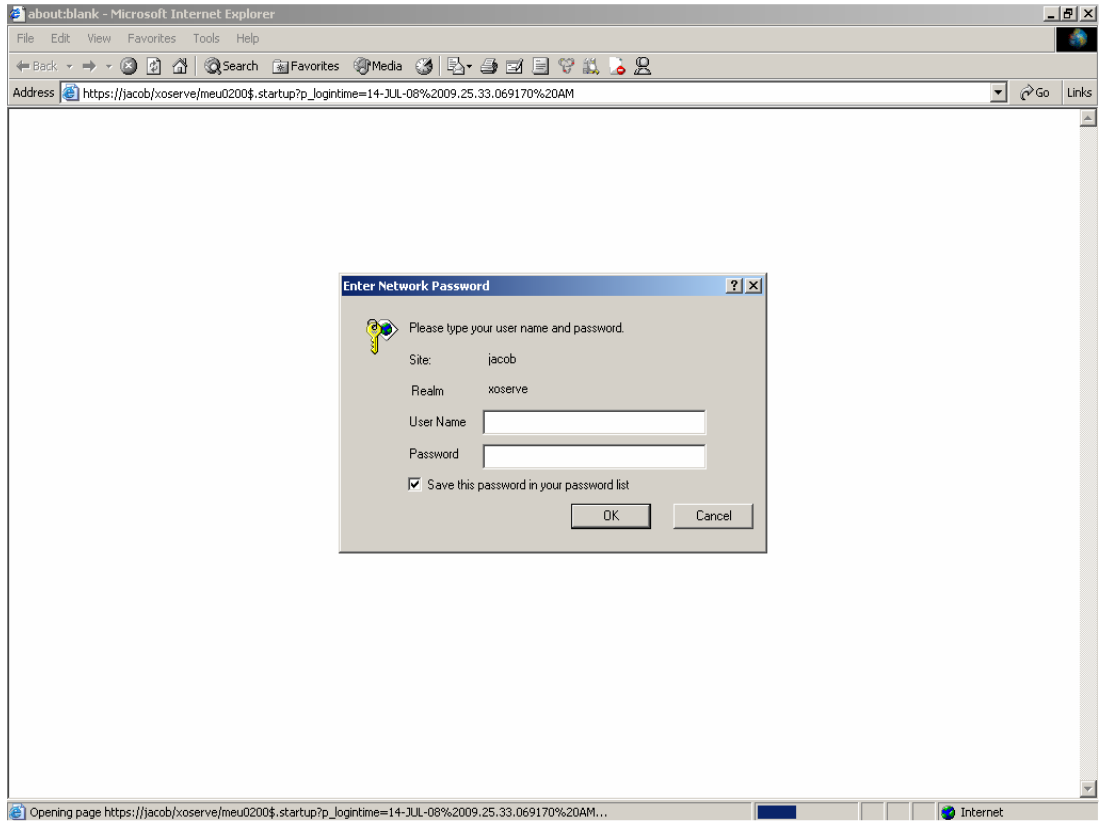 about:blank - Microsoft Internet Explorer
File Edit View Favorites Tools Help
Back Search Favorites Media
Address https://jacob/xoserve/meu0200$.startup?p_logintime=14-JUL-08%2009.25.33.069170%20AM Go Links
Enter Network Password
Please type your user name and password.
Site: jacob
Realm xoserve
User Name
Password
Save this password in your password list
OK Cancel
Opening page https://jacob/xoserve/meu0200$.startup?p_logintime=14-JUL-08%2009.25.33.069170%20AM... Internet